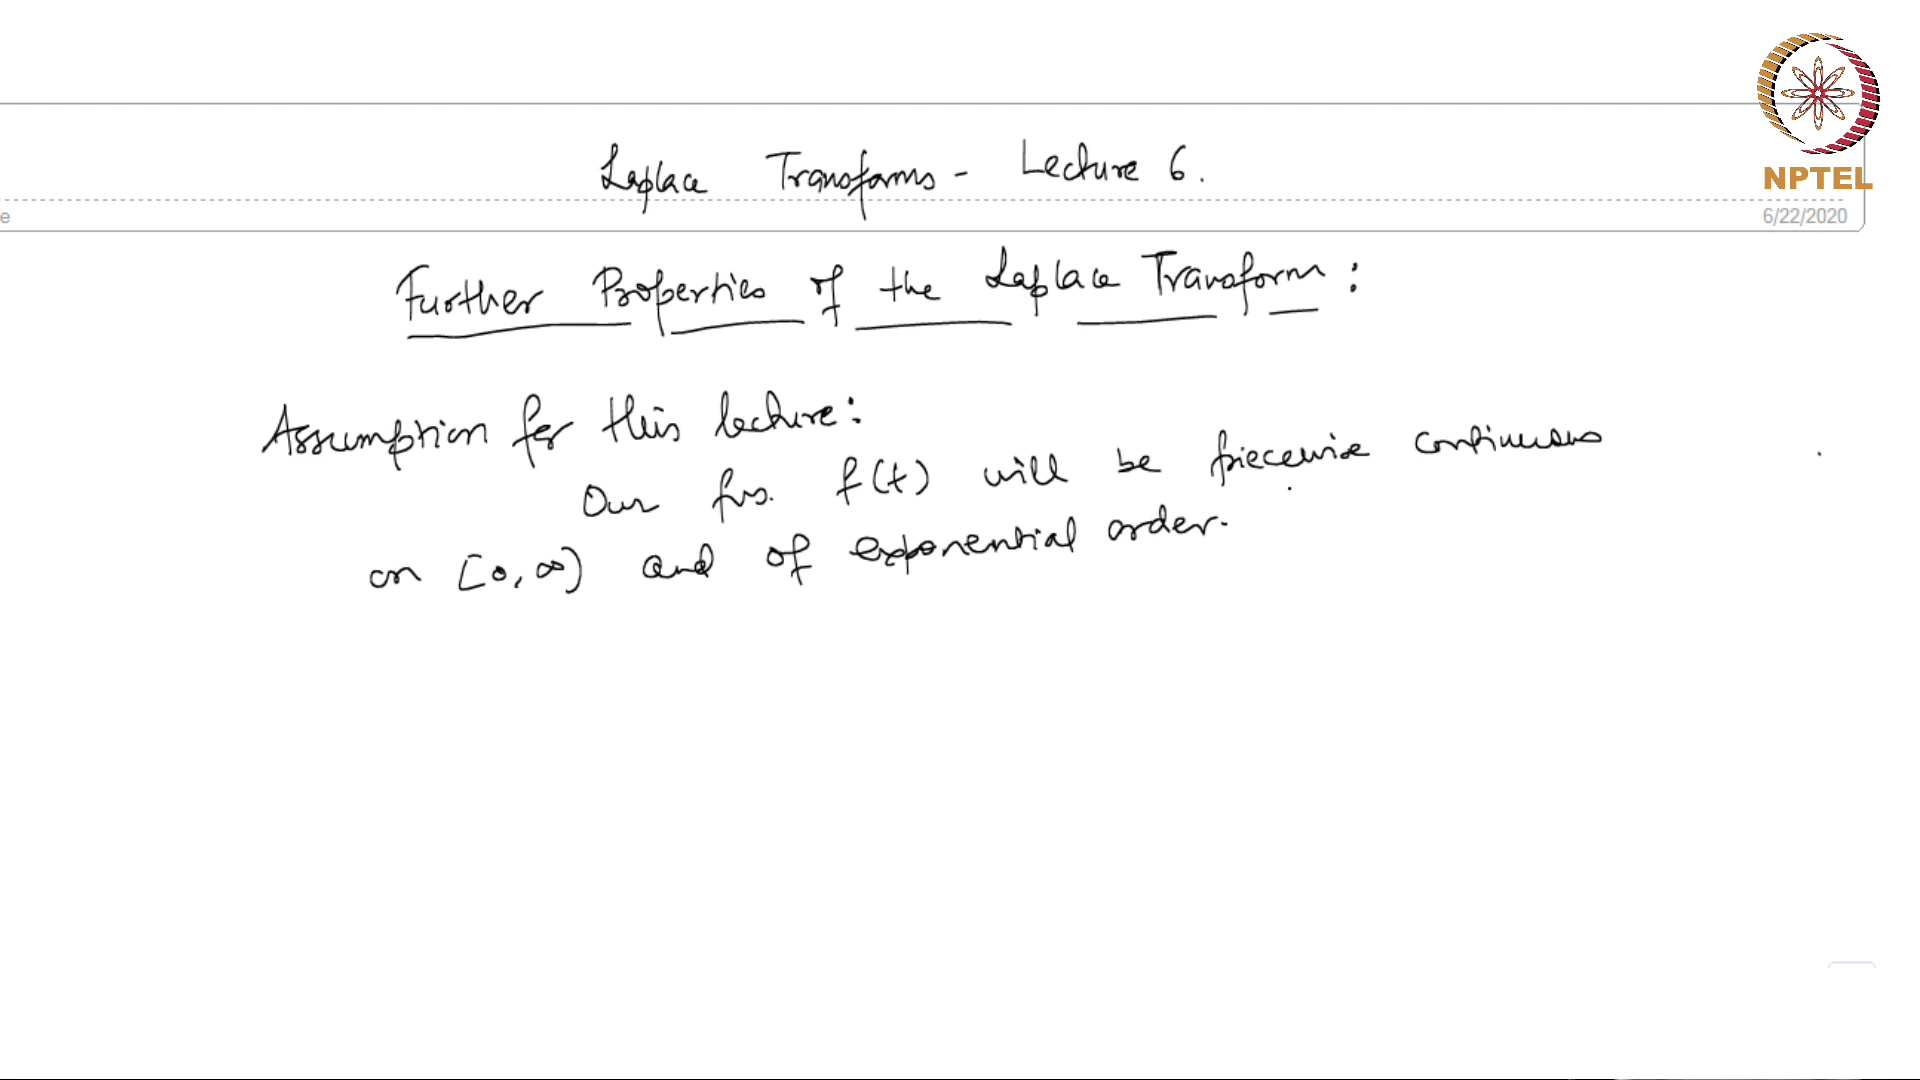 NPTEL
Laplace Transforms - Lecture 6.
e
6/22/2020
Further Properties of the Laplace Transform :
Assumption for this lecture:
Our fns. f(t) will be piecewise continuous
on [0, ∞) and of exponential order.